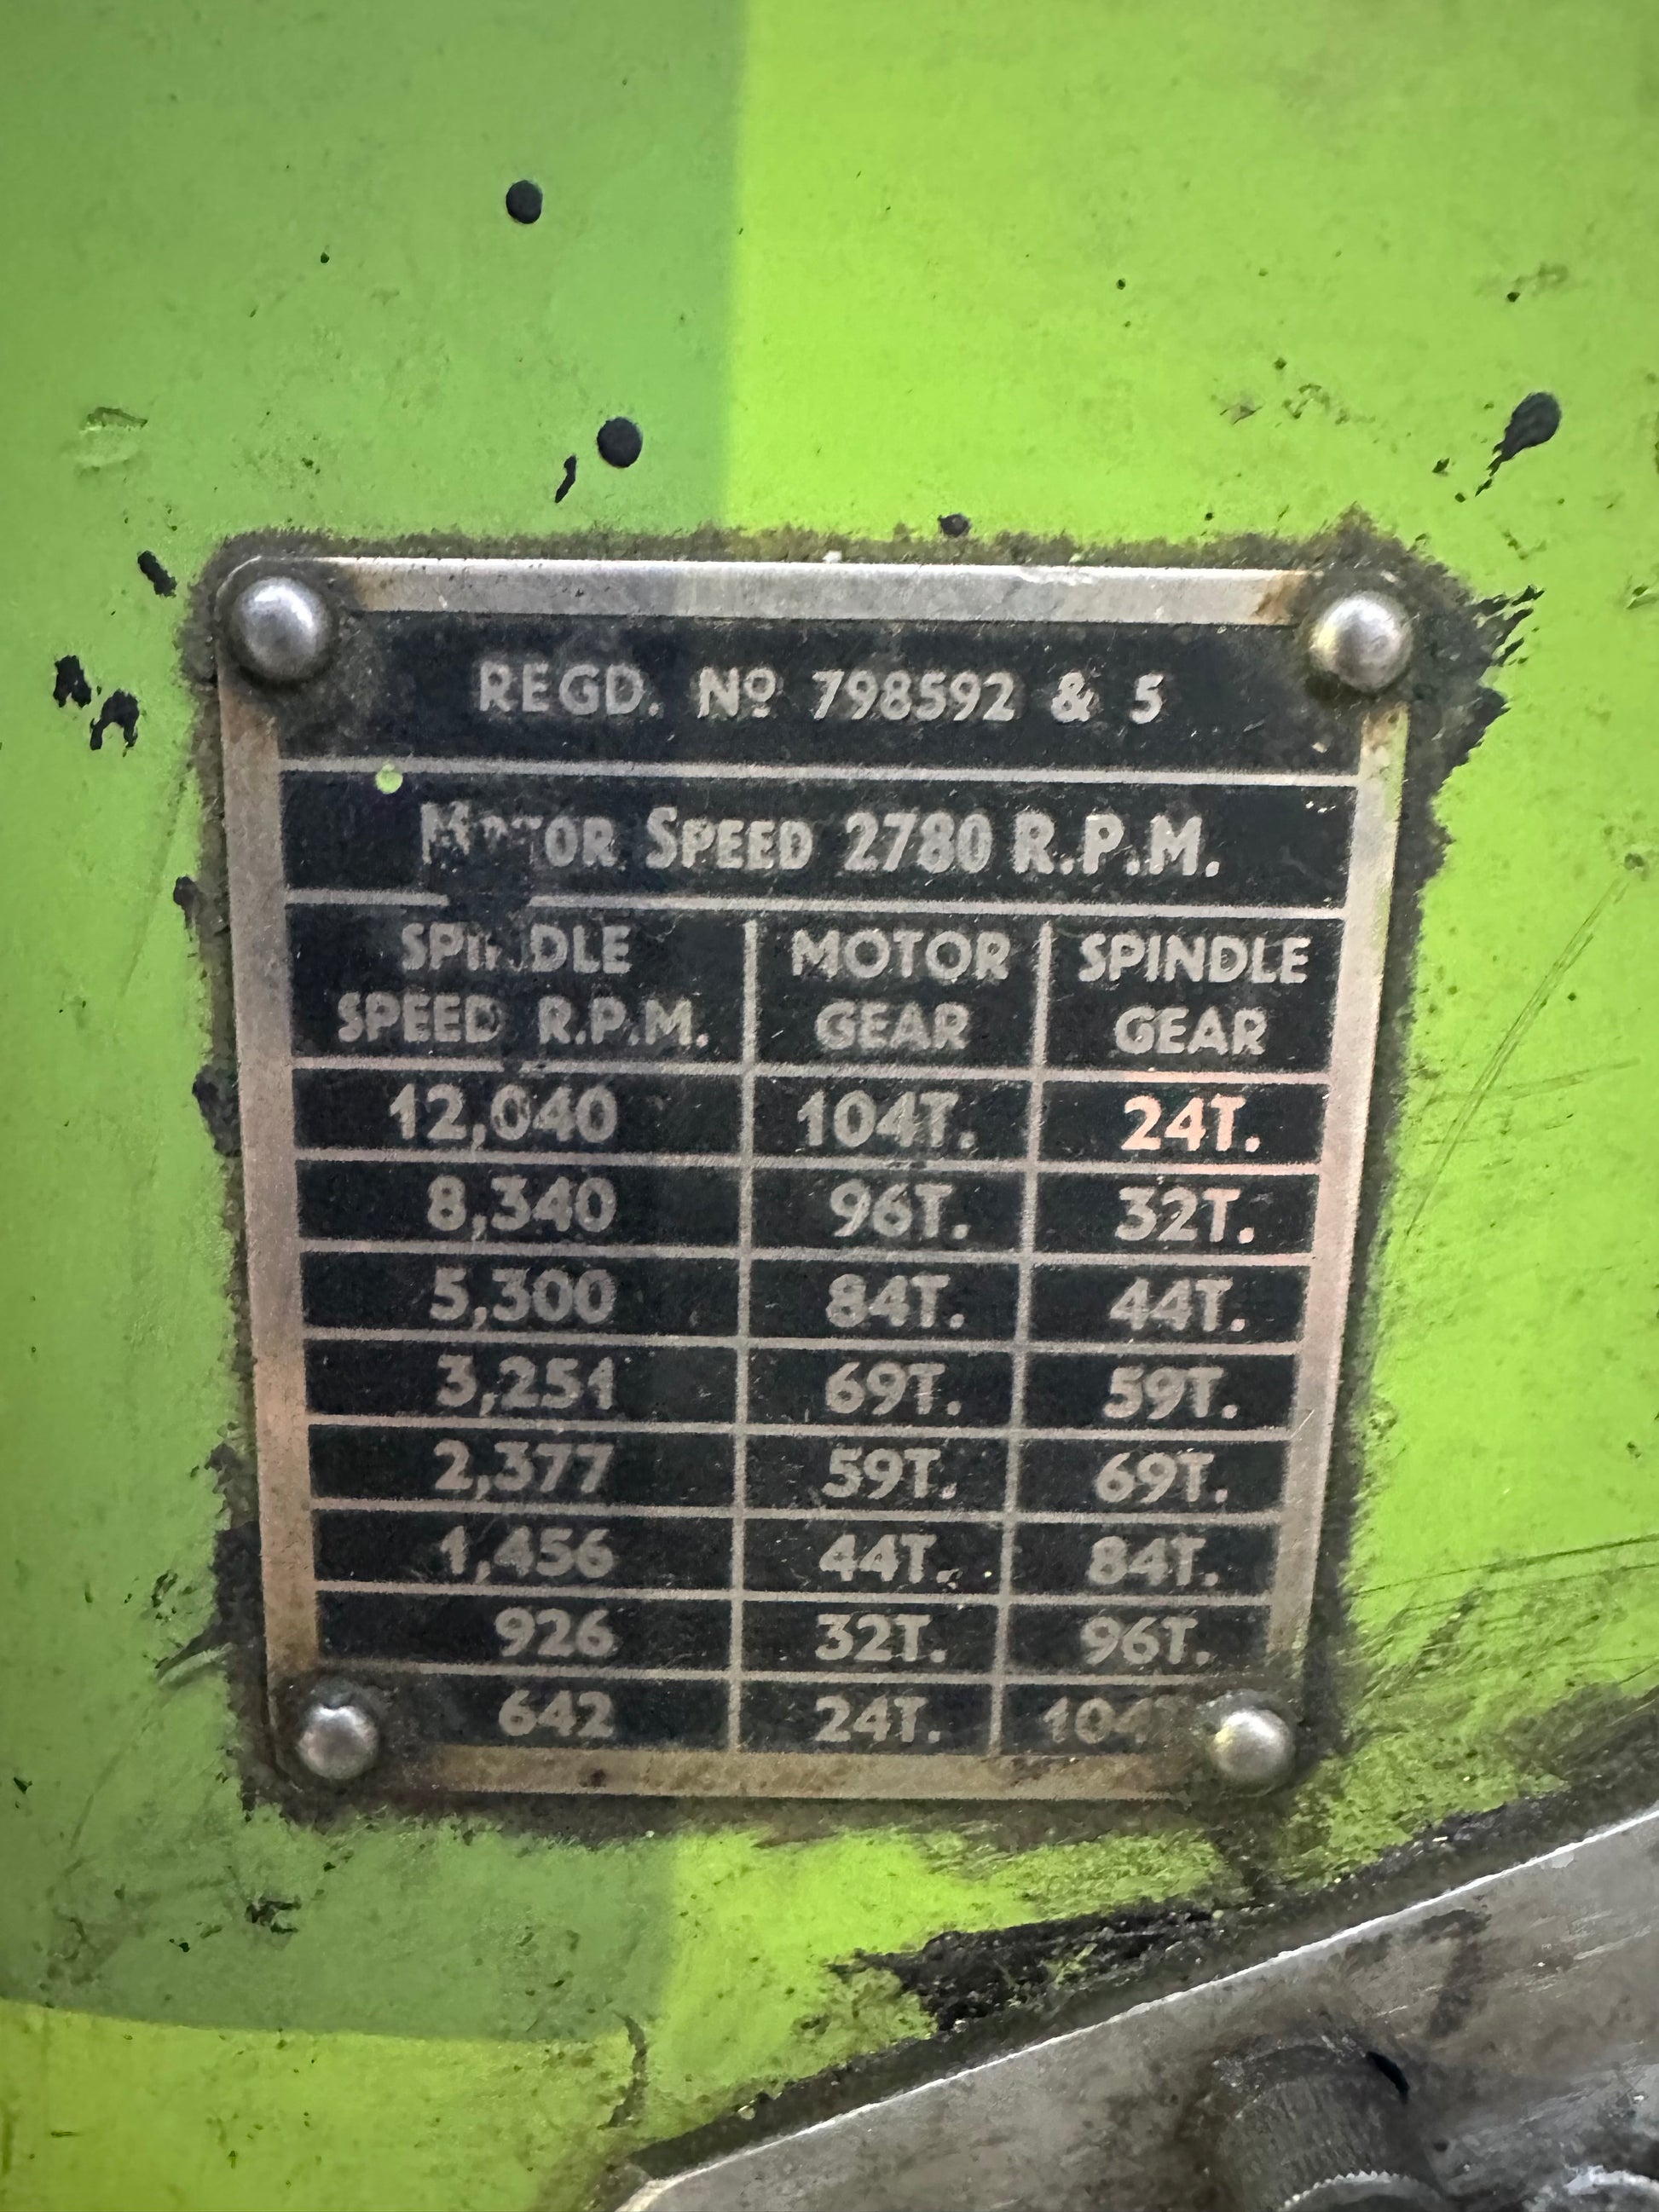 REGD. Nº 798592 & 5
MOTOR SPEED 2780 R.P.M.
SPINDLE SPEED R.P.M. MOTOR GEAR SPINDLE GEAR
12,040 104T. 24T.
8,340 96T. 32T.
5,300 84T. 44T.
3,251 69T. 59T.
2,377 59T. 69T.
1,456 44T. 84T.
926 32T. 96T.
642 24T. 104T